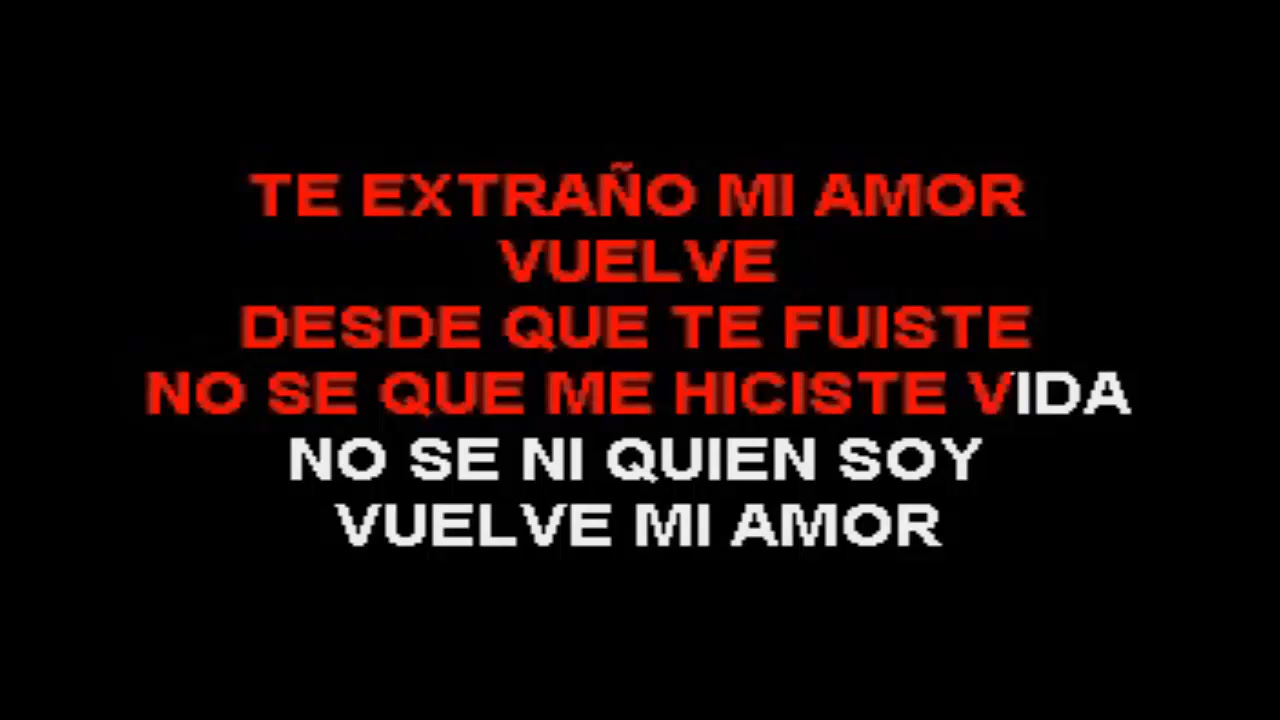 TE EXTRAÑO MI AMOR
VUELVE
DESDE QUE TE FUISTE
NO SE QUE ME HICISTE VIDA
NO SE NI QUIEN SOY
VUELVE MI AMOR